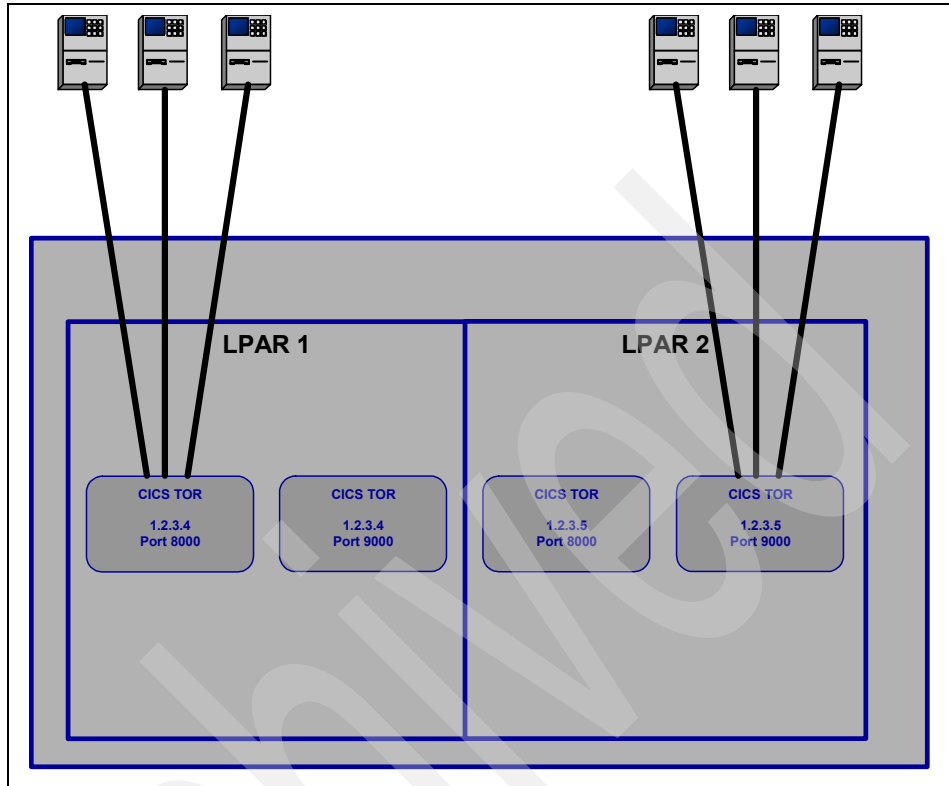 LPAR 1
LPAR 2
CICS TOR
1.2.3.4
Port 8000
CICS TOR
1.2.3.4
Port 9000
CICS TOR
1.2.3.5
Port 8000
CICS TOR
1.2.3.5
Port 9000